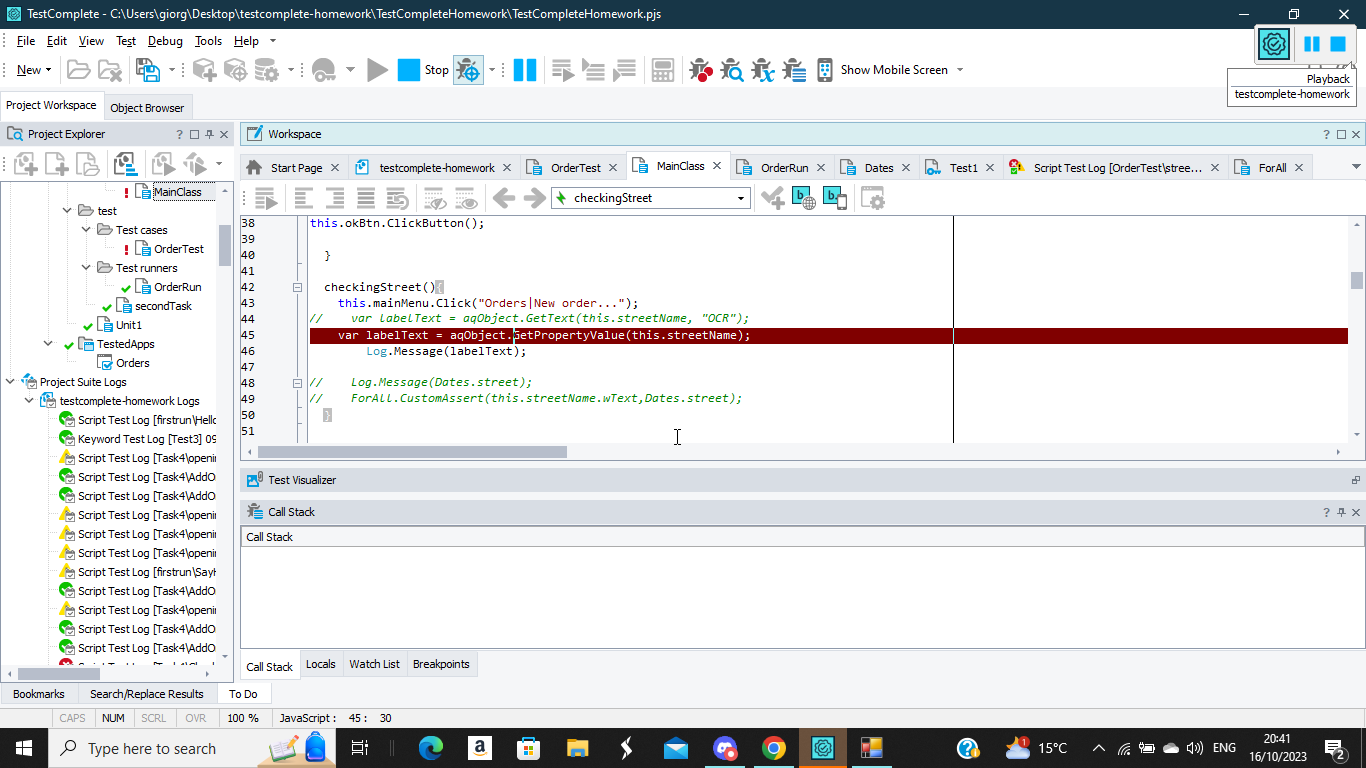 TestComplete - C:\Users\giorg\Desktop\testcomplete-homework\TestCompleteHomework\TestCompleteHomework.pjs
File Edit View Test Debug Tools Help
New Stop Show Mobile Screen
Playback
testcomplete-homework
Project Workspace Object Browser
Project Explorer ? Workspace ?
Start Page testcomplete-homework OrderTest MainClass OrderRun Dates Test1 Script Test Log [OrderTest\stree... ForAll
checkingStreet
MainClass
test
Test cases
OrderTest
Test runners
OrderRun
secondTask
Unit1
TestedApps
Orders
Project Suite Logs
testcomplete-homework Logs
Script Test Log [firstrun\Hello
Keyword Test Log [Test3] 09
Script Test Log [Task4\openin
Script Test Log [Task4\AddO
Script Test Log [Task4\AddO
Script Test Log [Task4\openin
Script Test Log [Task4\openin
Script Test Log [Task4\openin
Script Test Log [firstrun\SayH
Script Test Log [Task4\AddO
Script Test Log [Task4\openin
Script Test Log [Task4\AddO
Script Test Log [Task4\AddO
38 this.okBtn.ClickButton();
39
40 }
41
42 checkingStreet(){
43 this.mainMenu.Click("Orders|New order...");
44 // var labelText = aqObject.GetText(this.streetName, "OCR");
45 var labelText = aqObject.GetPropertyValue(this.streetName);
46 Log.Message(labelText);
47
48 // Log.Message(Dates.street);
49 // ForAll.CustomAssert(this.streetName.wText,Dates.street);
50 }
51
Test Visualizer
Call Stack ?
Call Stack
Call Stack Locals Watch List Breakpoints
Bookmarks Search/Replace Results To Do
CAPS NUM SCRL OVR 100 % JavaScript : 45 : 30
Type here to search 15°C ENG 20:41
16/10/2023 2